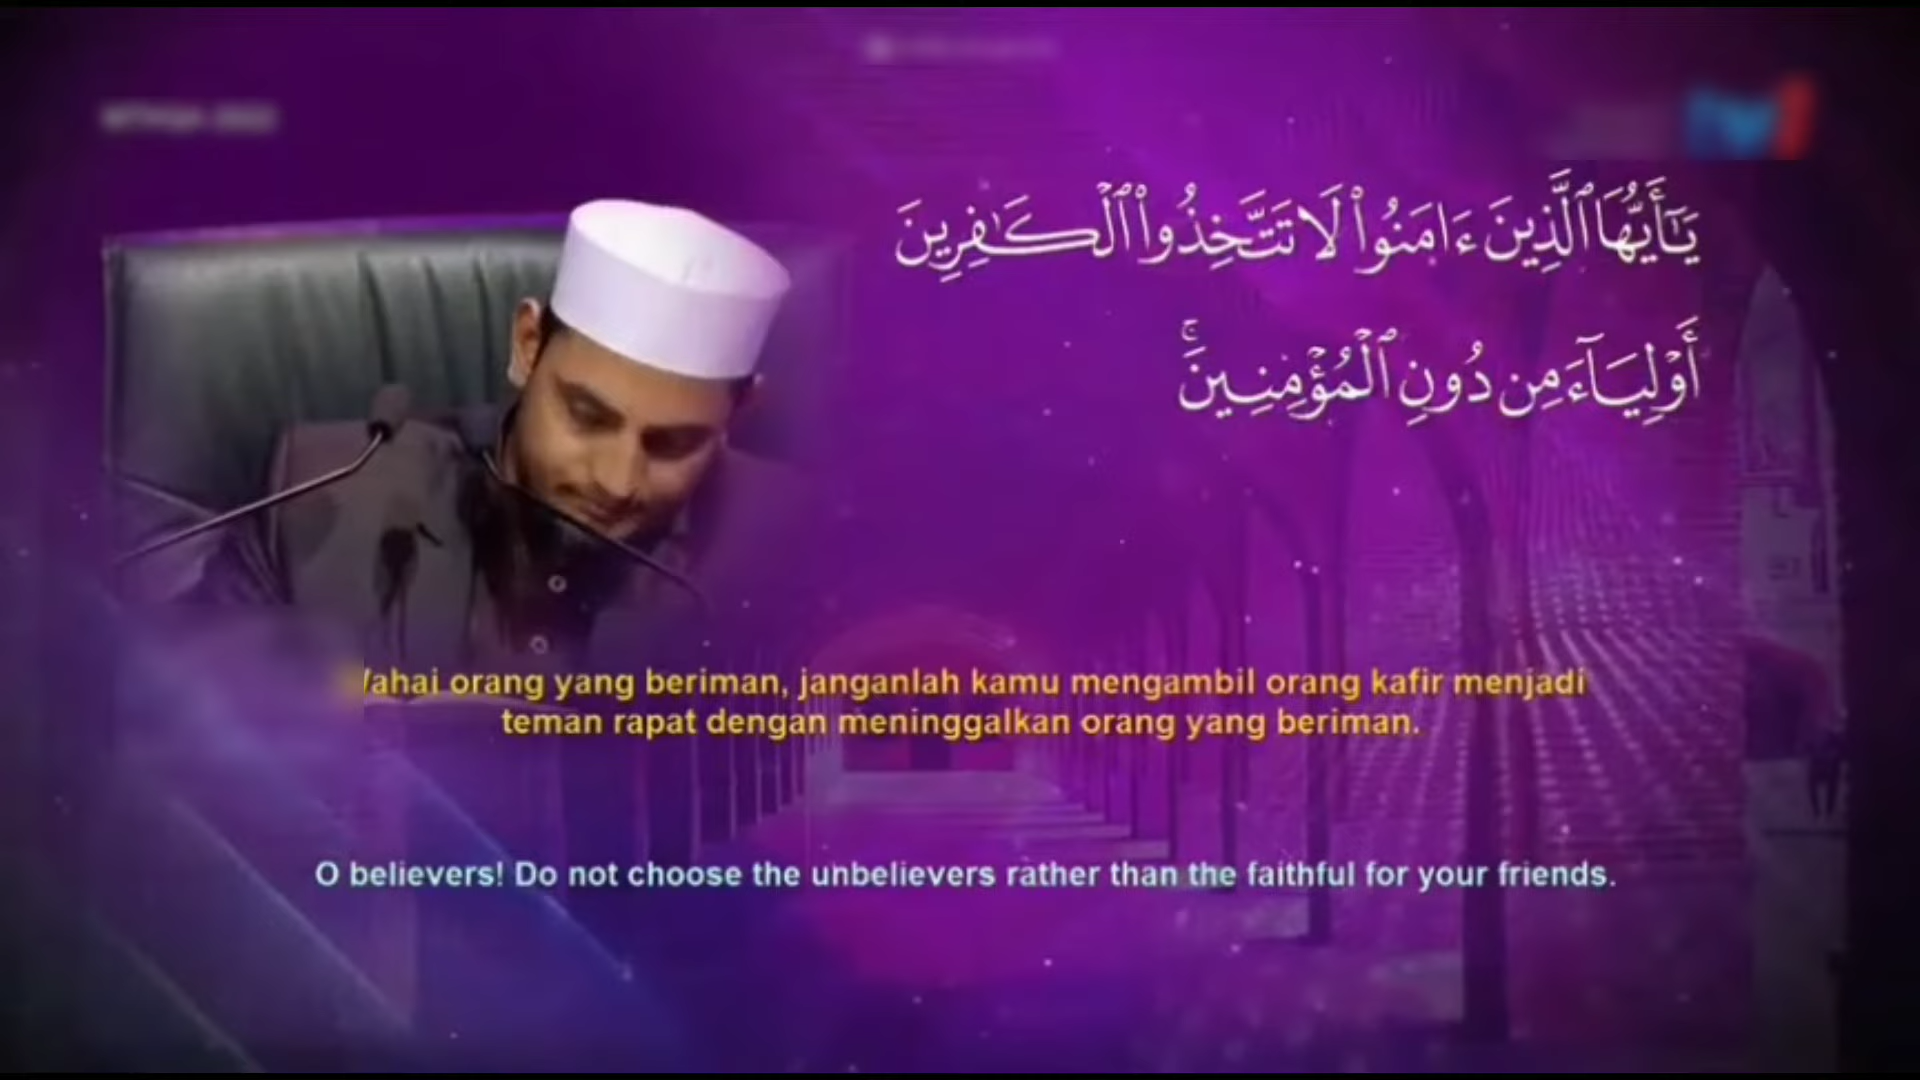 يَٰٓأَيُّهَا ٱلَّذِينَ ءَامَنُوا۟ لَا تَتَّخِذُوا۟ ٱلْكَٰفِرِينَ
أَوْلِيَآءَ مِن دُونِ ٱلْمُؤْمِنِينَ ۚ
Wahai orang yang beriman, janganlah kamu mengambil orang kafir menjadi
teman rapat dengan meninggalkan orang yang beriman.
O believers! Do not choose the unbelievers rather than the faithful for your friends.